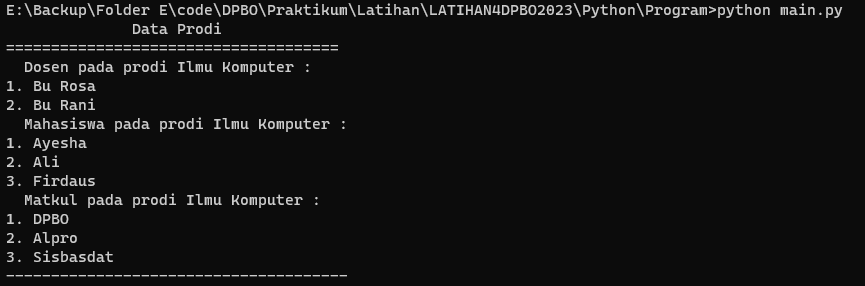 E:\Backup\Folder E\code\DPBO\Praktikum\Latihan\LATIHAN4DPBO2023\Python\Program>python main.py
              Data Prodi
=====================================
  Dosen pada prodi Ilmu Komputer :
1. Bu Rosa
2. Bu Rani
  Mahasiswa pada prodi Ilmu Komputer :
1. Ayesha
2. Ali
3. Firdaus
  Matkul pada prodi Ilmu Komputer :
1. DPBO
2. Alpro
3. Sisbasdat
--------------------------------------